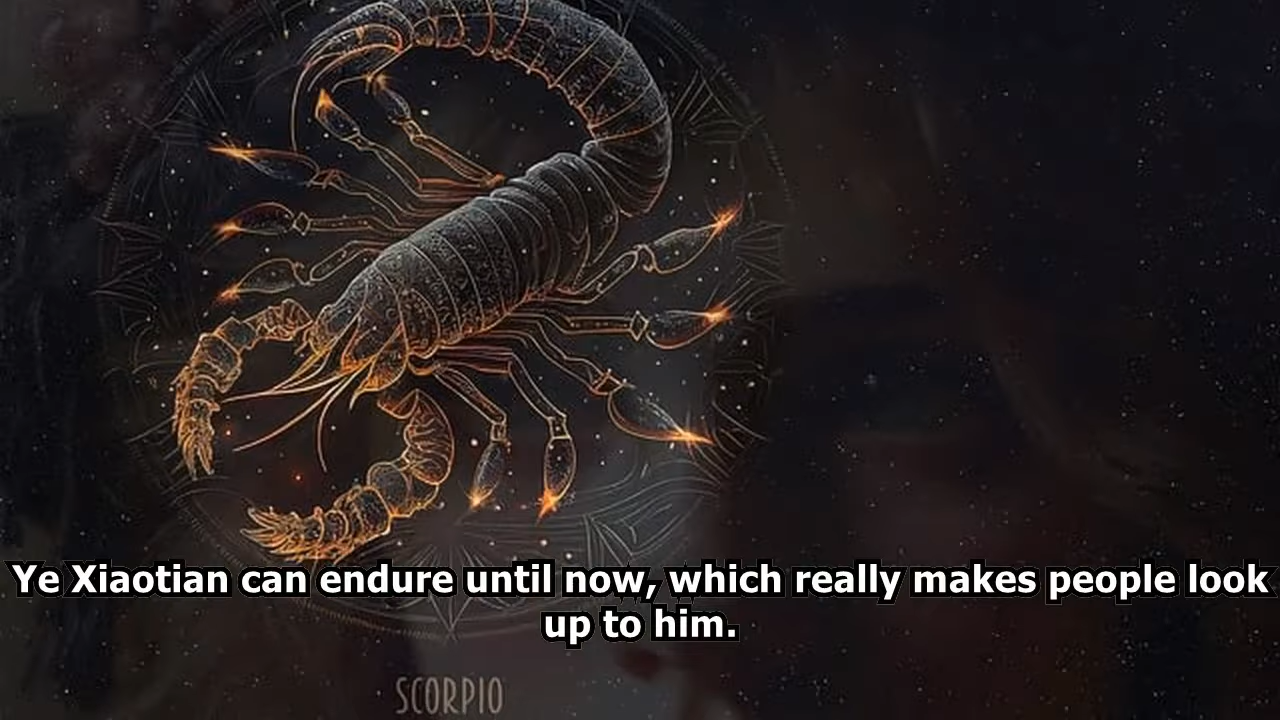 Ye Xiaotian can endure until now, which really makes people look
up to him.
SCORPIO